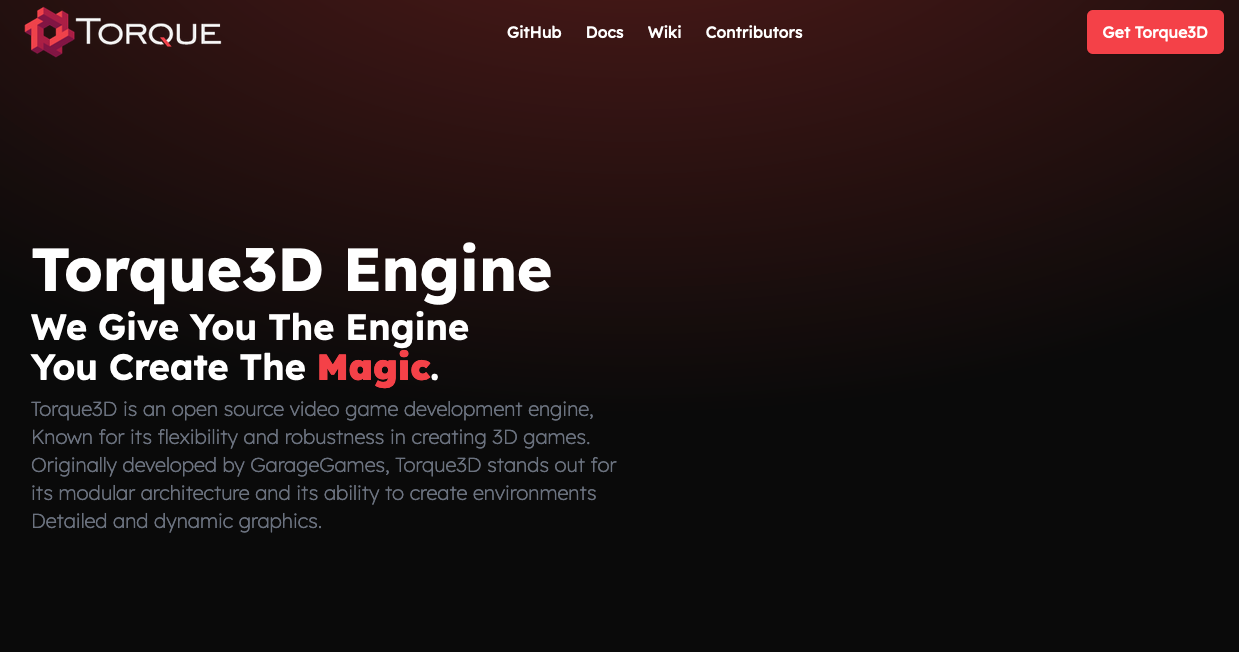 TORQUE
GitHub Docs Wiki Contributors
Get Torque3D
Torque3D Engine
We Give You The Engine
You Create The Magic.
Torque3D is an open source video game development engine,
Known for its flexibility and robustness in creating 3D games.
Originally developed by GarageGames, Torque3D stands out for
its modular architecture and its ability to create environments
Detailed and dynamic graphics.